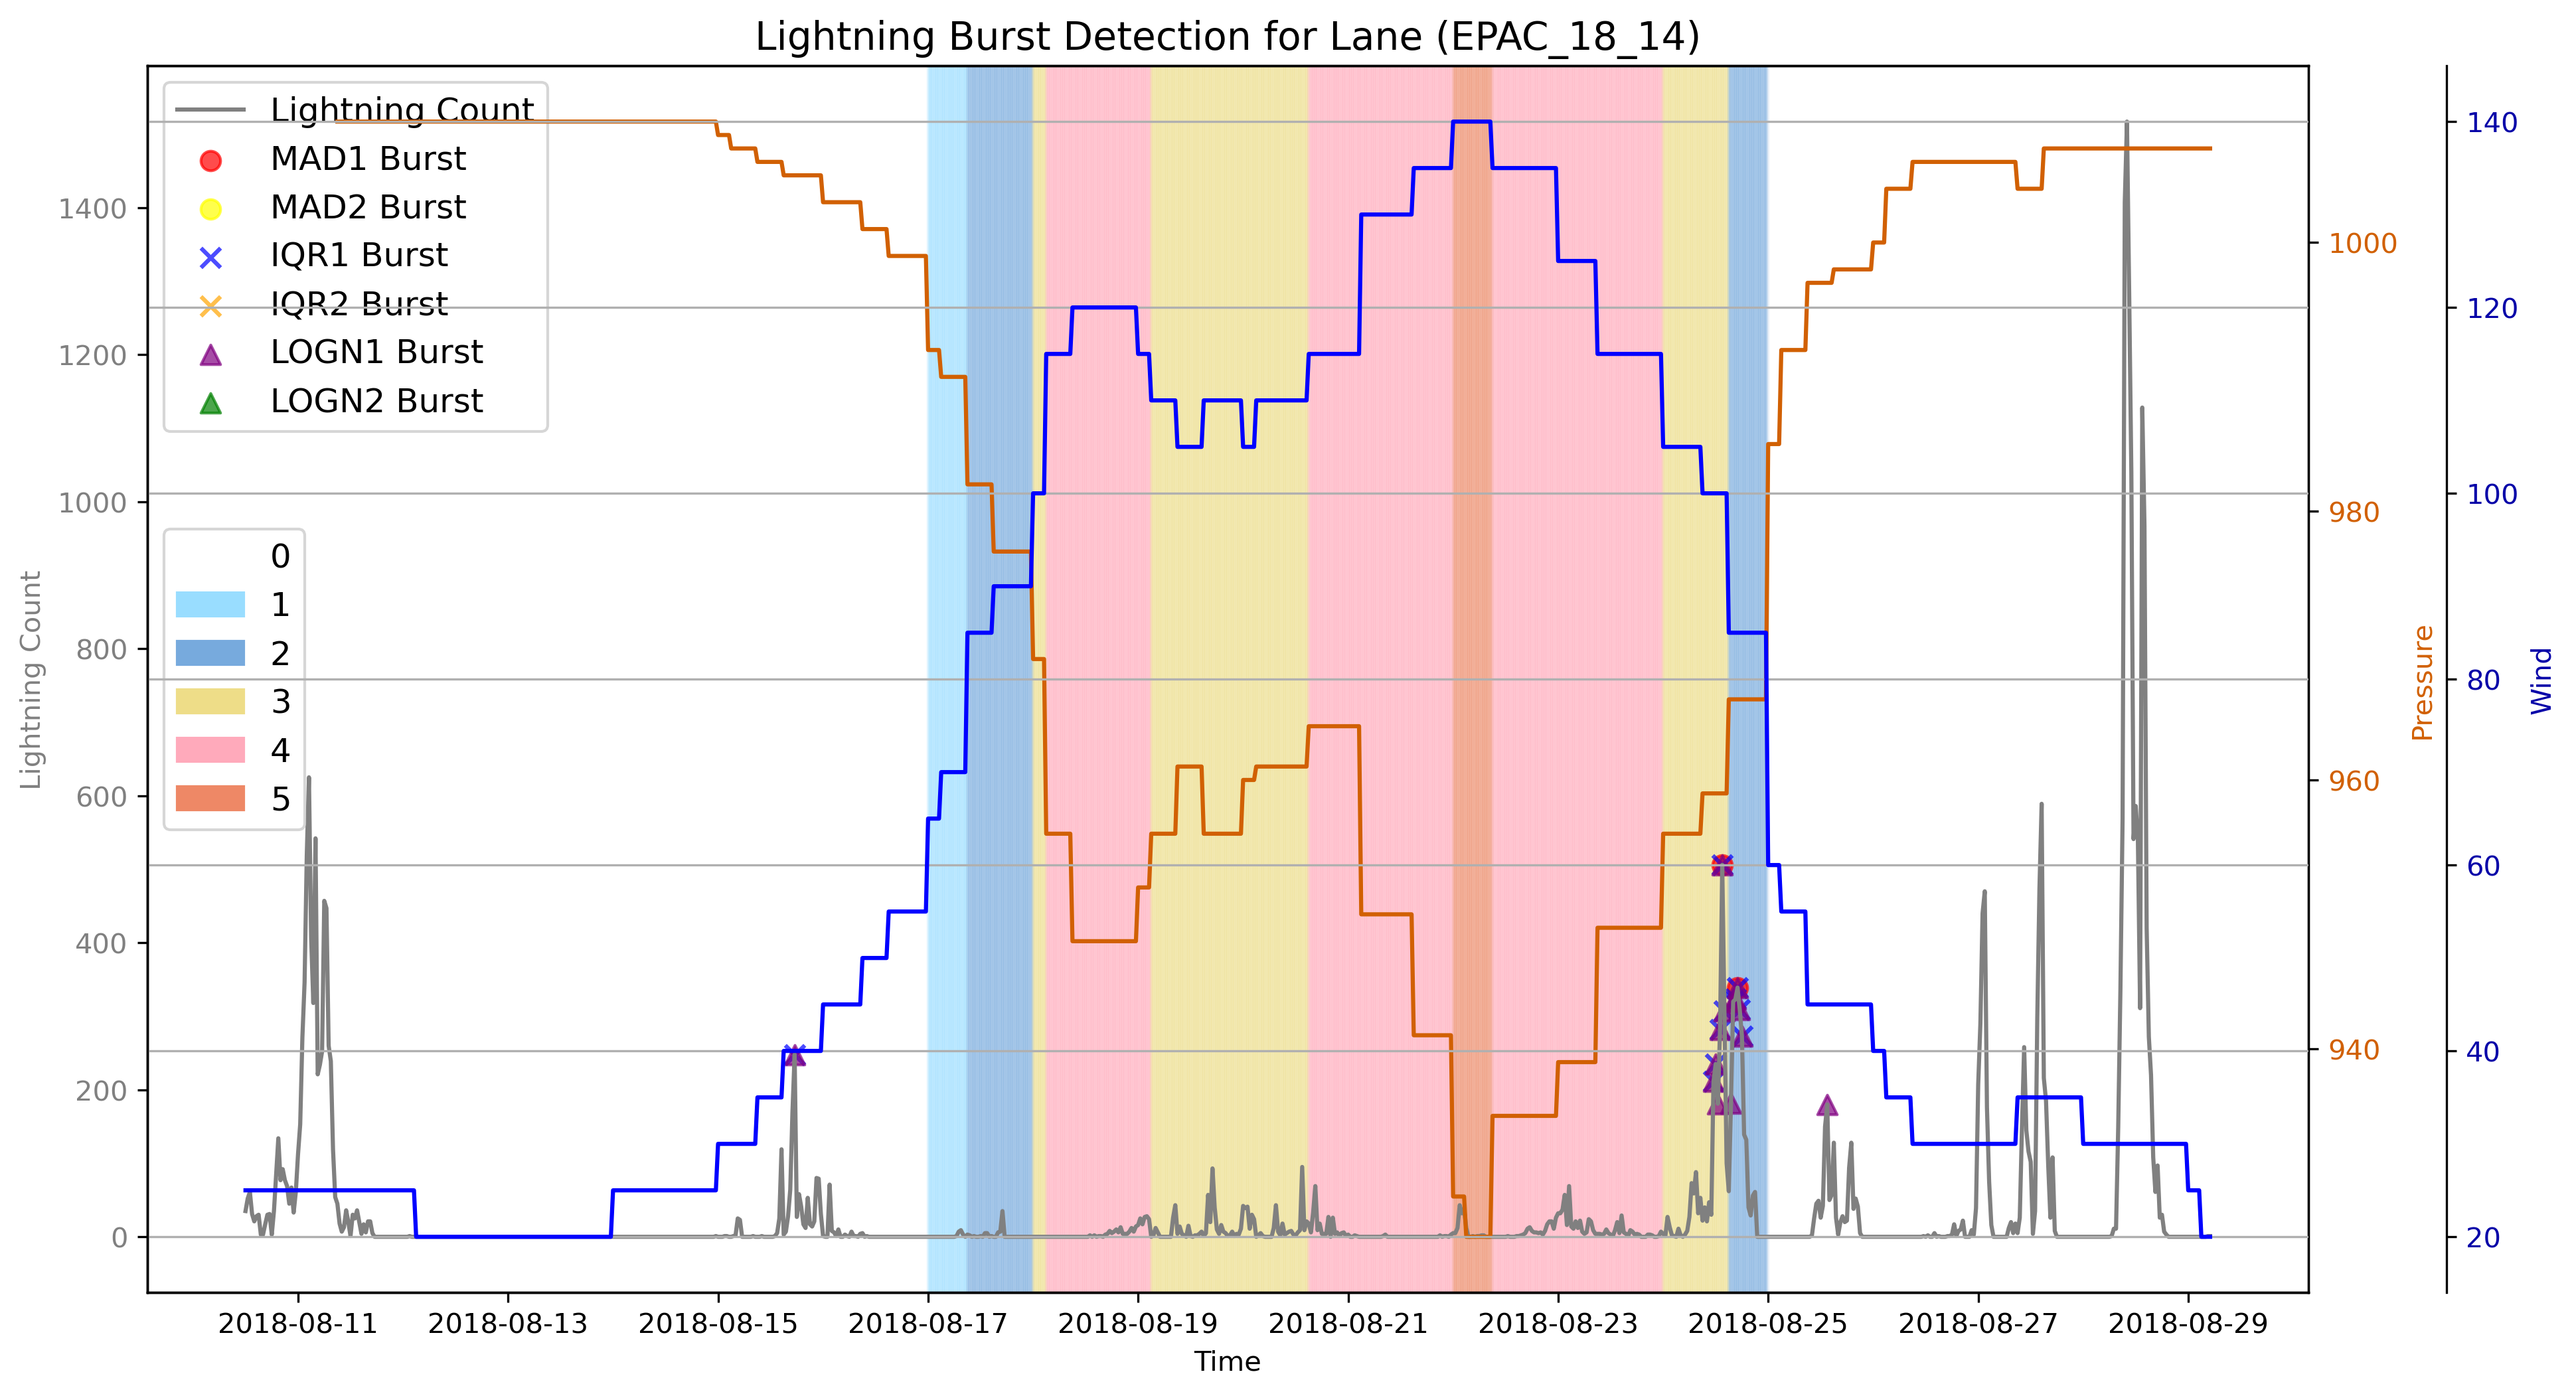 Lightning Burst Detection for Lane (EPAC_18_14)
Lightning Count
MAD1 Burst
MAD2 Burst
IQR1 Burst
IQR2 Burst
LOGN1 Burst
LOGN2 Burst
0
1
2
3
4
5
Lightning Count
1400
1200
1000
800
600
400
200
0
1000
980
960
940
Pressure
140
120
100
80
60
40
20
Wind
2018-08-11
2018-08-13
2018-08-15
2018-08-17
2018-08-19
2018-08-21
2018-08-23
2018-08-25
2018-08-27
2018-08-29
Time